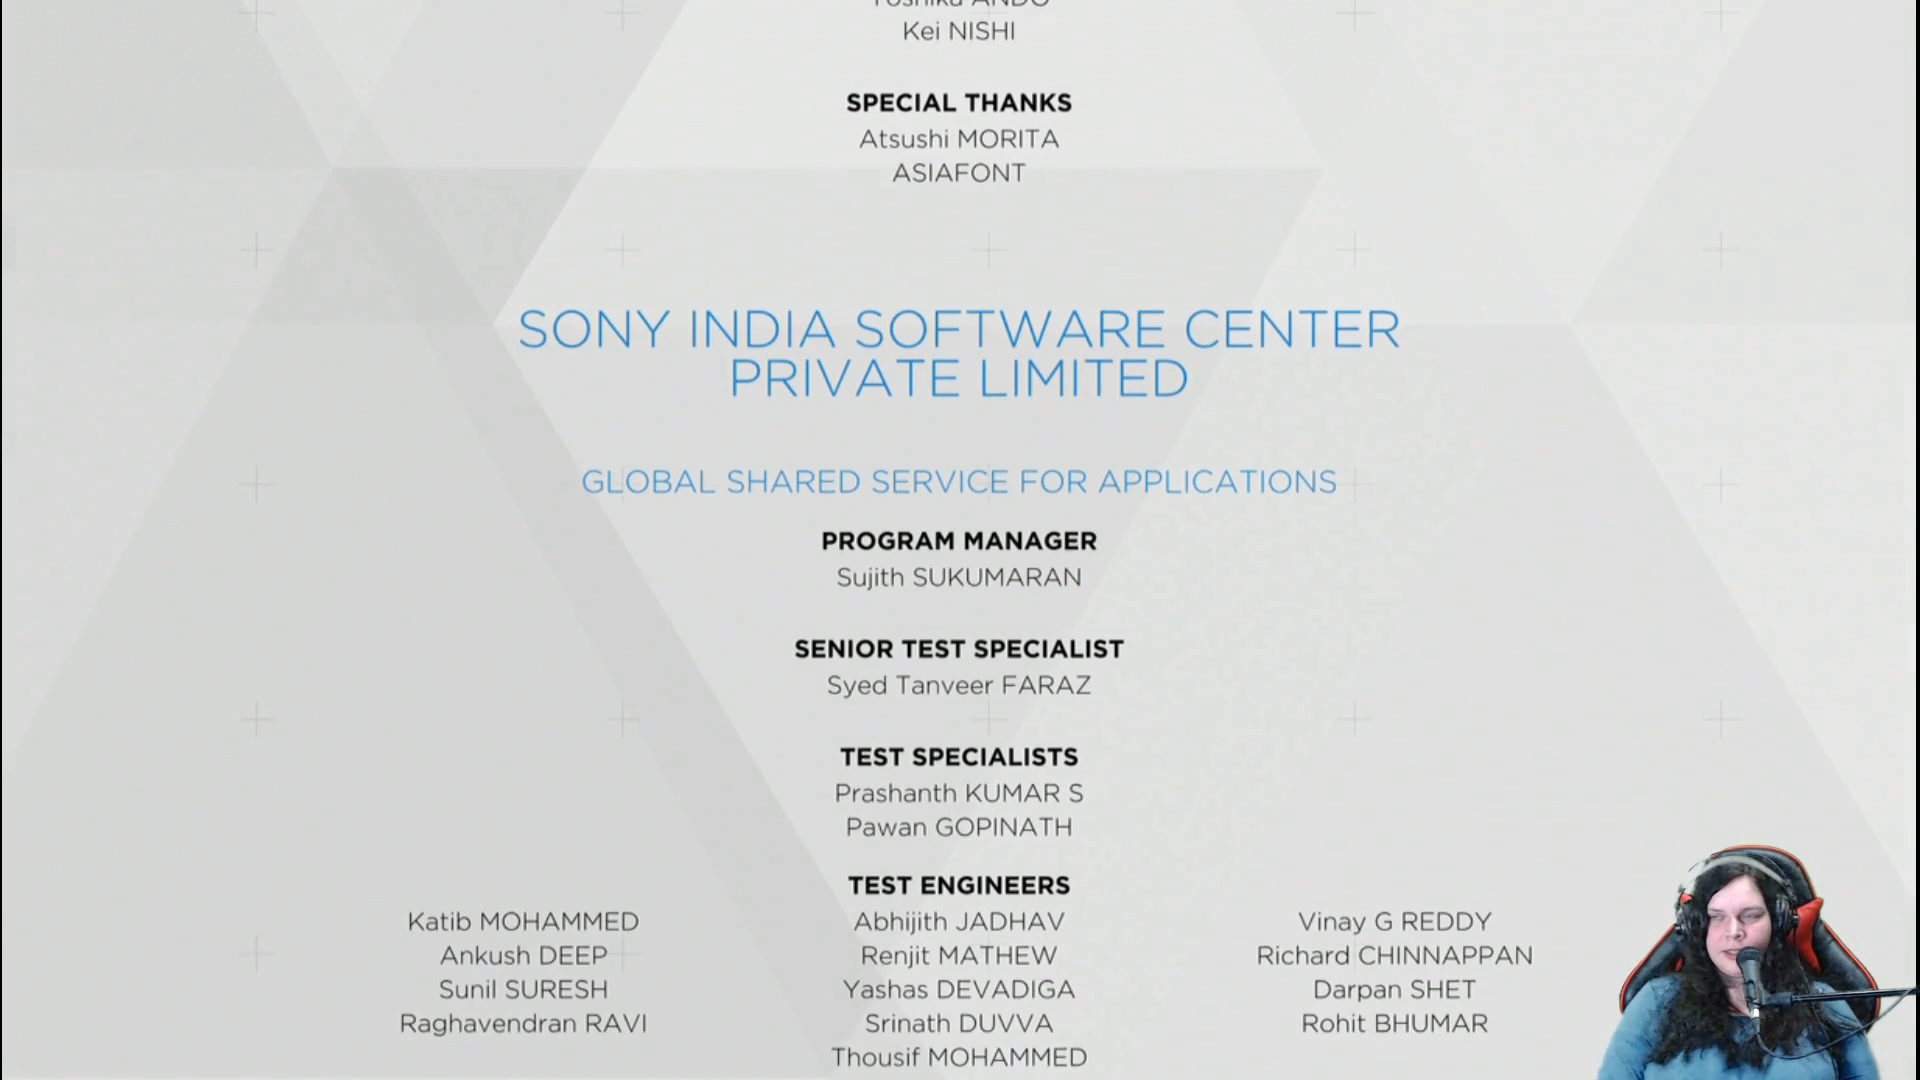 Kei NISHI
SPECIAL THANKS
Atsushi MORITA
ASIAFONT
SONY INDIA SOFTWARE CENTER
PRIVATE LIMITED
GLOBAL SHARED SERVICE FOR APPLICATIONS
PROGRAM MANAGER
Sujith SUKUMARAN
SENIOR TEST SPECIALIST
Syed Tanveer FARAZ
TEST SPECIALISTS
Prashanth KUMAR S
Pawan GOPINATH
TEST ENGINEERS
Katib MOHAMMED Abhijith JADHAV Vinay G REDDY
Ankush DEEP Renjit MATHEW Richard CHINNAPPAN
Sunil SURESH Yashas DEVADIGA Darpan SHET
Raghavendran RAVI Srinath DUVVA Rohit BHUMAR
Thousif MOHAMMED